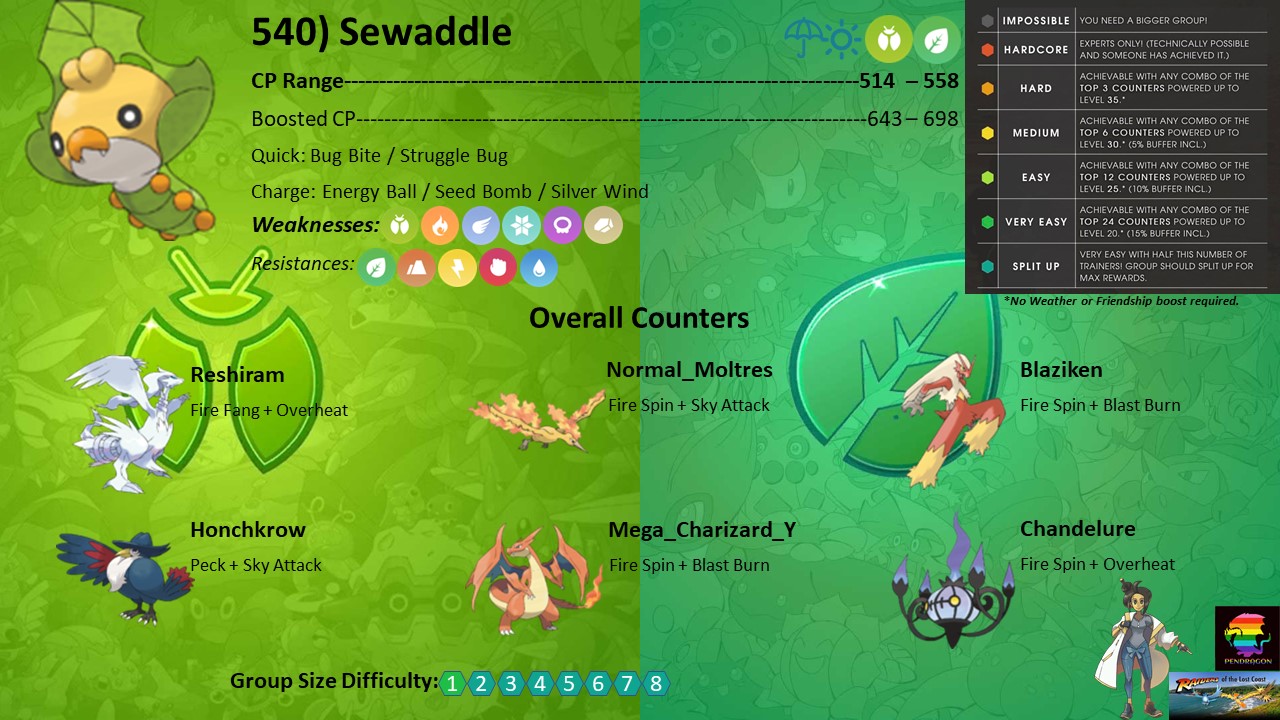 540) Sewaddle
CP Range---514 – 558
Boosted CP---643 – 698
Quick: Bug Bite / Struggle Bug
Charge: Energy Ball / Seed Bomb / Silver Wind
Weaknesses:
Resistances:
IMPOSSIBLE YOU NEED A BIGGER GROUP!
HARDCORE EXPERTS ONLY! (TECHNICALLY POSSIBLE
AND SOMEONE HAS ACHIEVED IT.)
HARD ACHIEVABLE WITH ANY COMBO OF THE
TOP 3 COUNTERS POWERED UP TO
LEVEL 35.*
MEDIUM ACHIEVABLE WITH ANY COMBO OF THE
TOP 6 COUNTERS POWERED UP TO
LEVEL 30.* (5% BUFFER INCL.)
EASY ACHIEVABLE WITH ANY COMBO OF THE
TOP 12 COUNTERS POWERED UP TO
LEVEL 25.* (10% BUFFER INCL.)
VERY EASY ACHIEVABLE WITH ANY COMBO OF THE
TOP 24 COUNTERS POWERED UP TO
LEVEL 20.* (15% BUFFER INCL.)
SPLIT UP VERY EASY WITH HALF THIS NUMBER OF
TRAINERS! GROUP SHOULD SPLIT UP FOR
MAX REWARDS.
*No Weather or Friendship boost required.
Overall Counters
Reshiram
Fire Fang + Overheat
Normal_Moltres
Fire Spin + Sky Attack
Blaziken
Fire Spin + Blast Burn
Honchkrow
Peck + Sky Attack
Mega_Charizard_Y
Fire Spin + Blast Burn
Chandelure
Fire Spin + Overheat
Group Size Difficulty: 1 2 3 4 5 6 7 8
PENDRAGON
RAIDERS of the Lost Coast